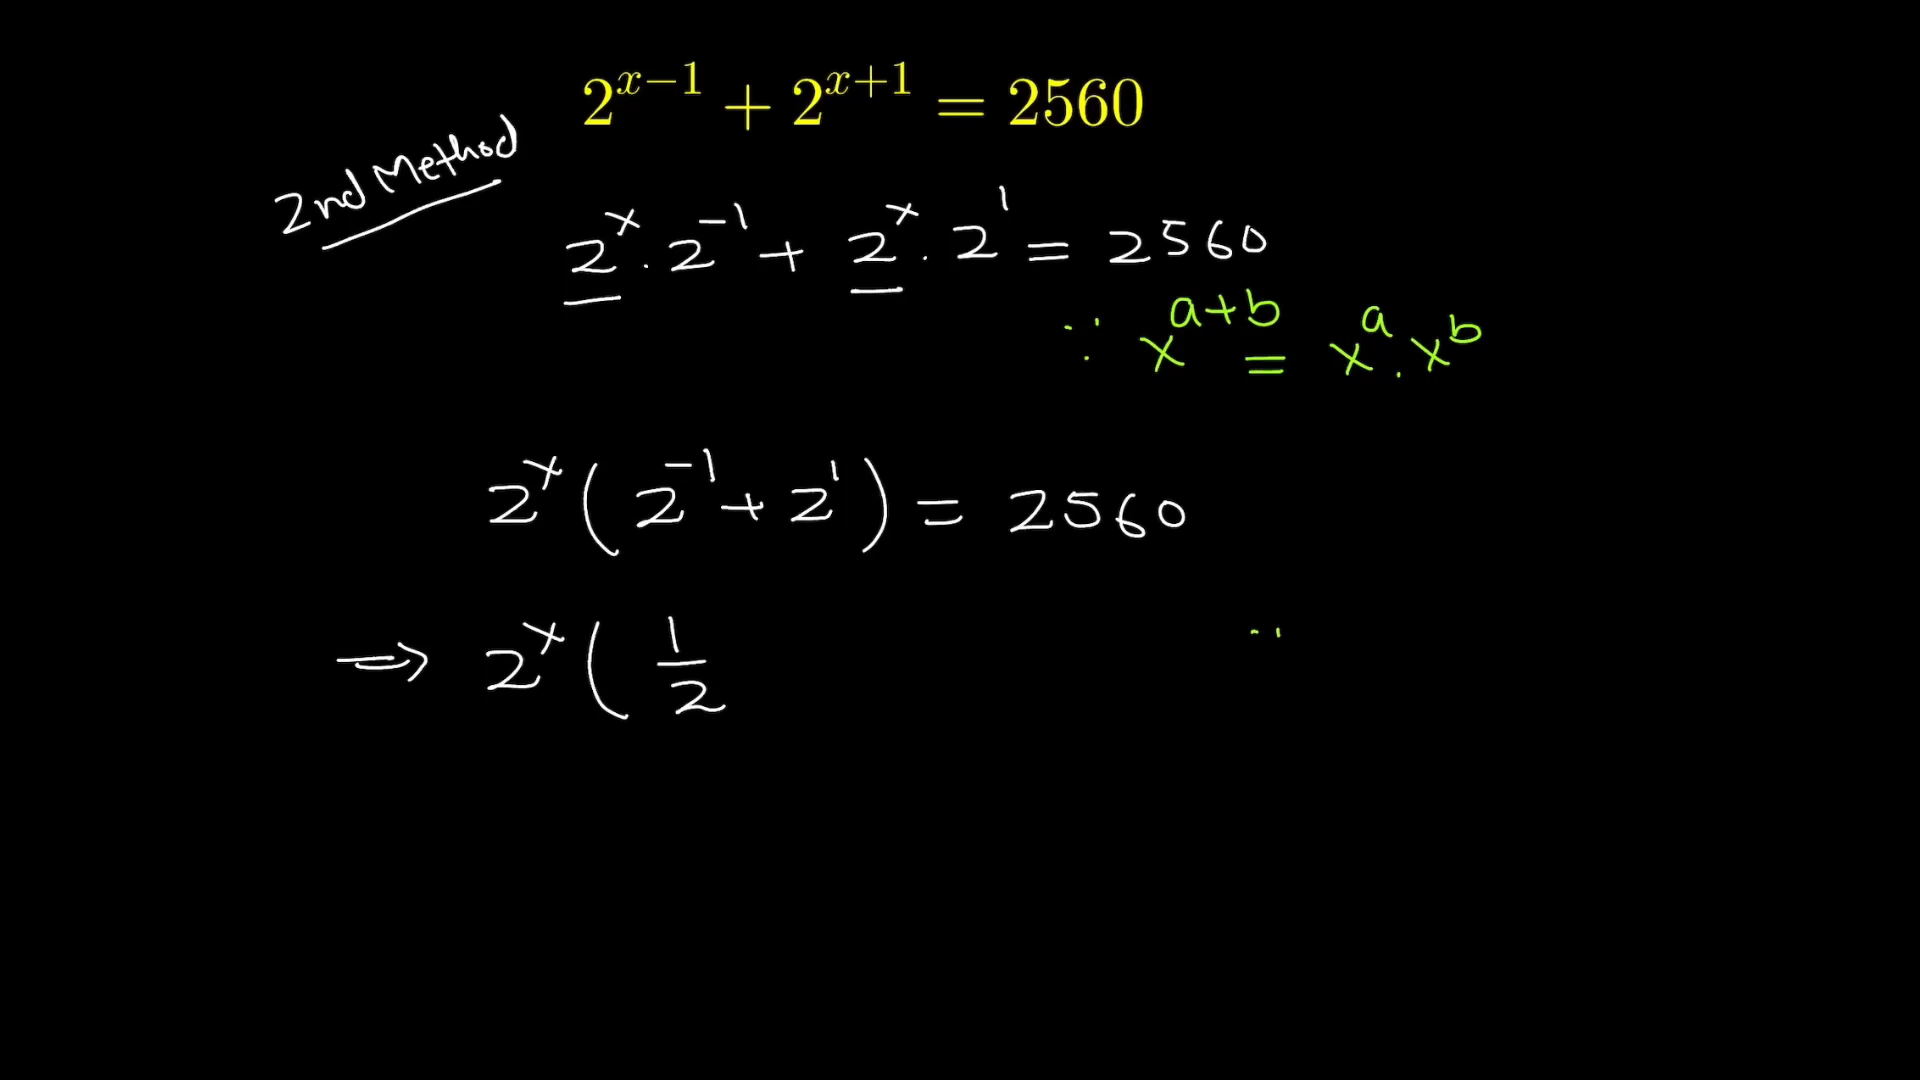 2^{x-1} + 2^{x+1} = 2560
2nd Method
2^x . 2^{-1} + 2^x . 2^1 = 2560
∵ x^{a+b} = x^a . x^b
2^x ( 2^{-1} + 2^1 ) = 2560
⇒ 2^x ( \frac{1}{2}